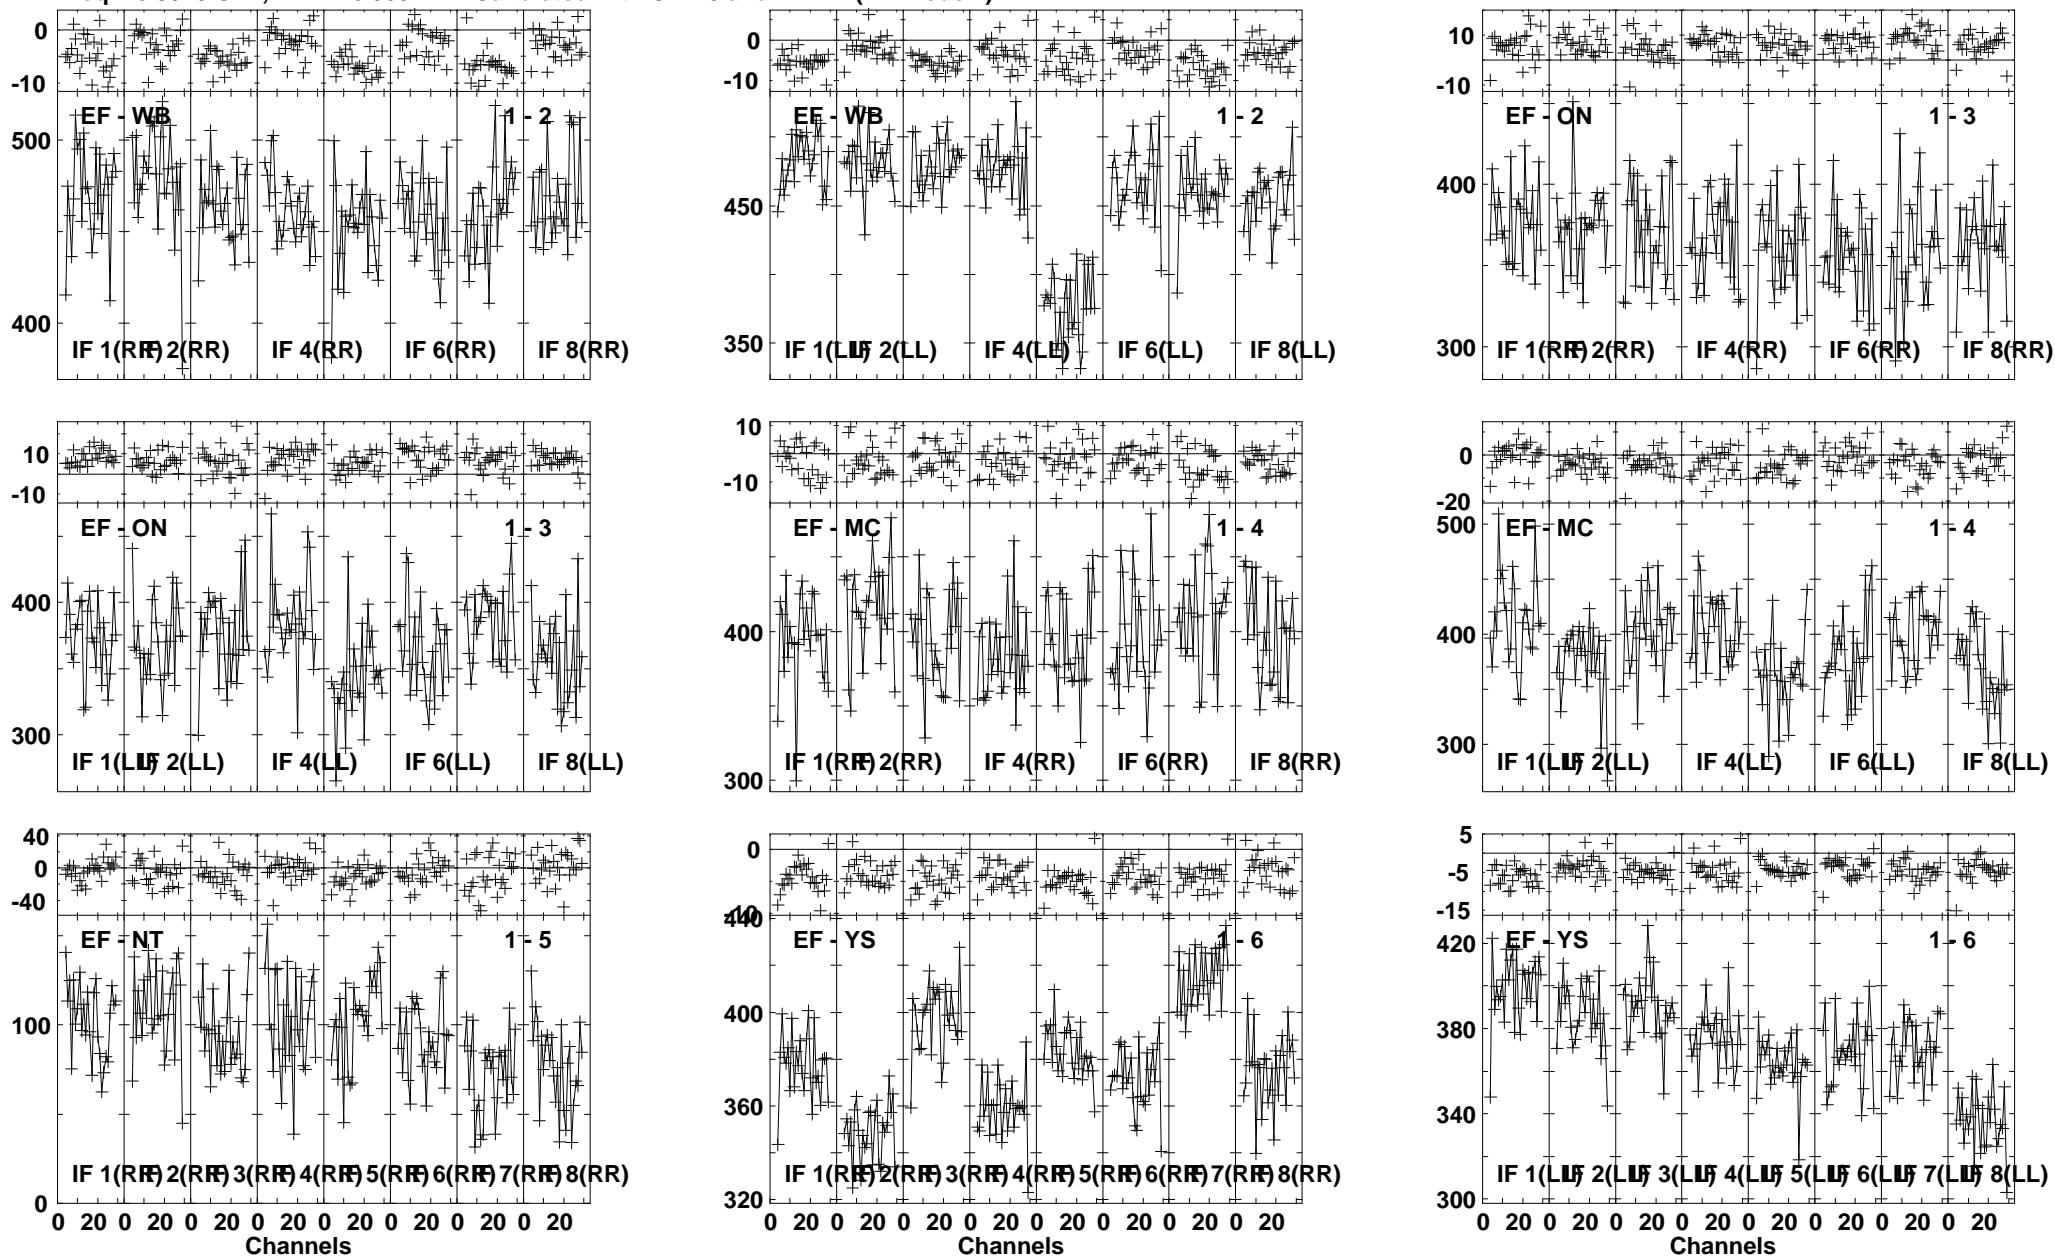 0
-10
EF - WB 1 - 2
500
400
IF 1(RR) IF 2(RR) IF 4(RR) IF 6(RR) IF 8(RR)
0
-10
EF - WB 1 - 2
450
350
IF 1(LL) IF 2(LL) IF 4(LL) IF 6(LL) IF 8(LL)
10
-10
EF - ON 1 - 3
400
300
IF 1(RR) IF 2(RR) IF 4(RR) IF 6(RR) IF 8(RR)
10
-10
EF - ON 1 - 3
400
300
IF 1(LL) IF 2(LL) IF 4(LL) IF 6(LL) IF 8(LL)
10
-10
EF - MC 1 - 4
400
300
IF 1(RR) IF 2(RR) IF 4(RR) IF 6(RR) IF 8(RR)
0
-20
500
EF - MC 1 - 4
400
300
IF 1(LL) IF 2(LL) IF 4(LL) IF 6(LL) IF 8(LL)
40
0
-40
EF - NT 1 - 5
100
0
IF 1(RR) IF 2(RR) IF 3(RR) IF 4(RR) IF 5(RR) IF 6(RR) IF 7(RR) IF 8(RR)
0 20 0 20 0 20 0 20 0 20 0 20 0 20 0 20
Channels
0
440
EF - YS 1 - 6
400
360
320
IF 1(RR) IF 2(RR) IF 3(RR) IF 4(RR) IF 5(RR) IF 6(RR) IF 7(RR) IF 8(RR)
0 20 0 20 0 20 0 20 0 20 0 20 0 20 0 20
Channels
5
-5
-15
EF - YS 1 - 6
420
380
340
300
IF 1(LL) IF 2(LL) IF 3(LL) IF 4(LL) IF 5(LL) IF 6(LL) IF 7(LL) IF 8(LL)
0 20 0 20 0 20 0 20 0 20 0 20 0 20 0 20
Channels